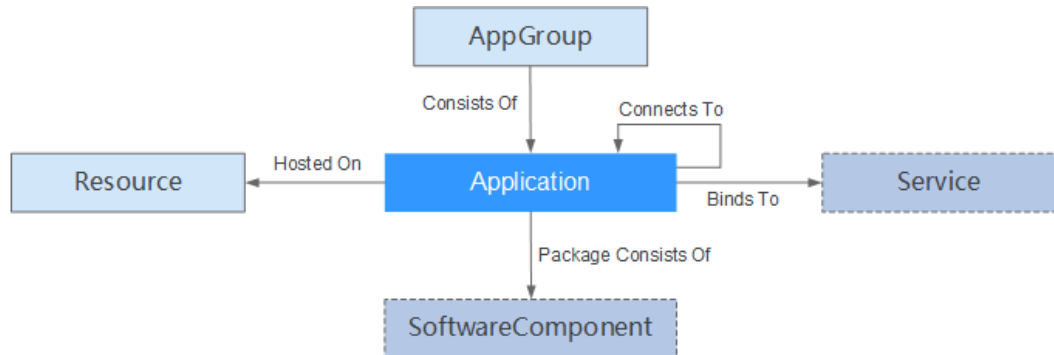 AppGroup
Consists Of
Connects To
Resource
Hosted On
Application
Binds To
Service
Package Consists Of
SoftwareComponent